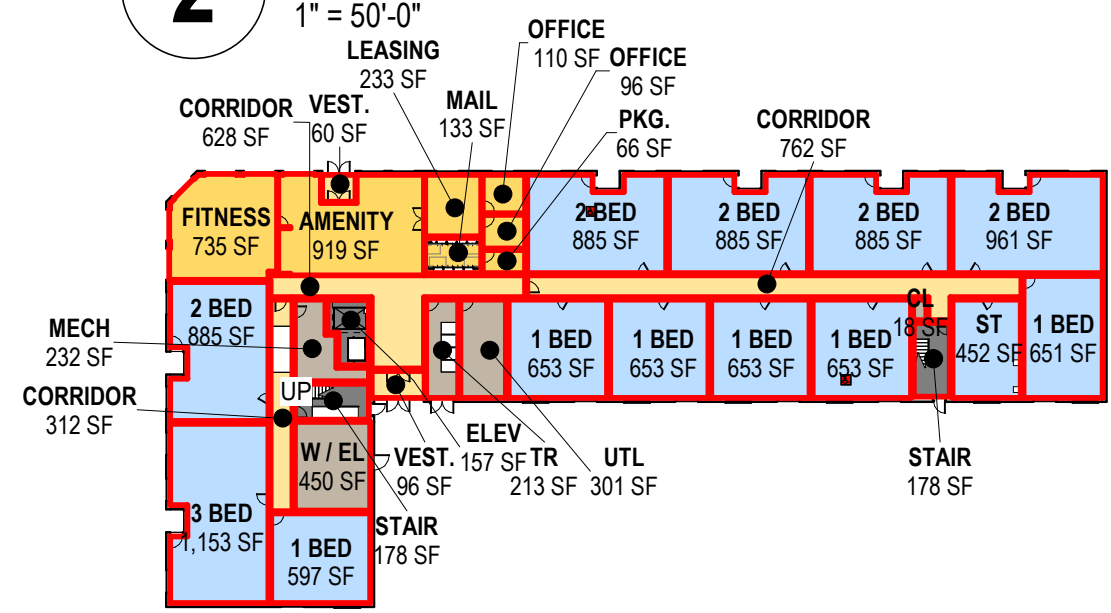 2
1" = 50'-0"
OFFICE
110 SF
LEASING
233 SF
OFFICE
96 SF
CORRIDOR
628 SF
VEST.
60 SF
MAIL
133 SF
PKG.
66 SF
CORRIDOR
762 SF
FITNESS
735 SF
AMENITY
919 SF
2 BED
885 SF
2 BED
885 SF
2 BED
885 SF
2 BED
961 SF
2 BED
885 SF
MECH
232 SF
CORRIDOR
312 SF
UP
1 BED
653 SF
1 BED
653 SF
1 BED
653 SF
1 BED
653 SF
CL
18 SF
ST
452 SF
1 BED
651 SF
W / EL
450 SF
VEST.
96 SF
ELEV
157 SF
TR
213 SF
UTL
301 SF
STAIR
178 SF
3 BED
1,153 SF
1 BED
597 SF
STAIR
178 SF